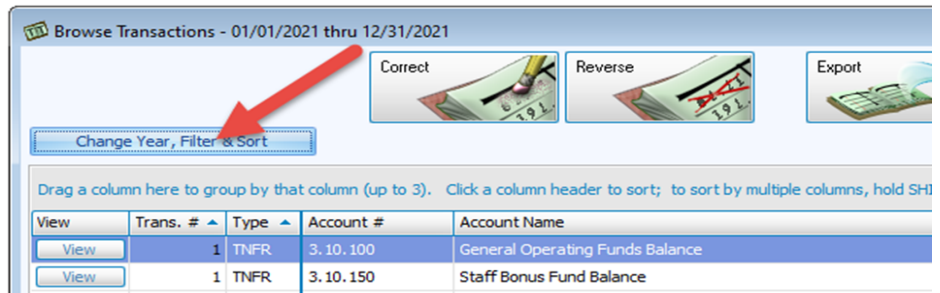 Browse Transactions - 01/01/2021 thru 12/31/2021
Correct Reverse Export
Change Year, Filter & Sort
Drag a column here to group by that column (up to 3). Click a column header to sort; to sort by multiple columns, hold SHI
View Trans. # Type Account # Account Name
View 1 TNFR 3.10.100 General Operating Funds Balance
View 1 TNFR 3.10.150 Staff Bonus Fund Balance